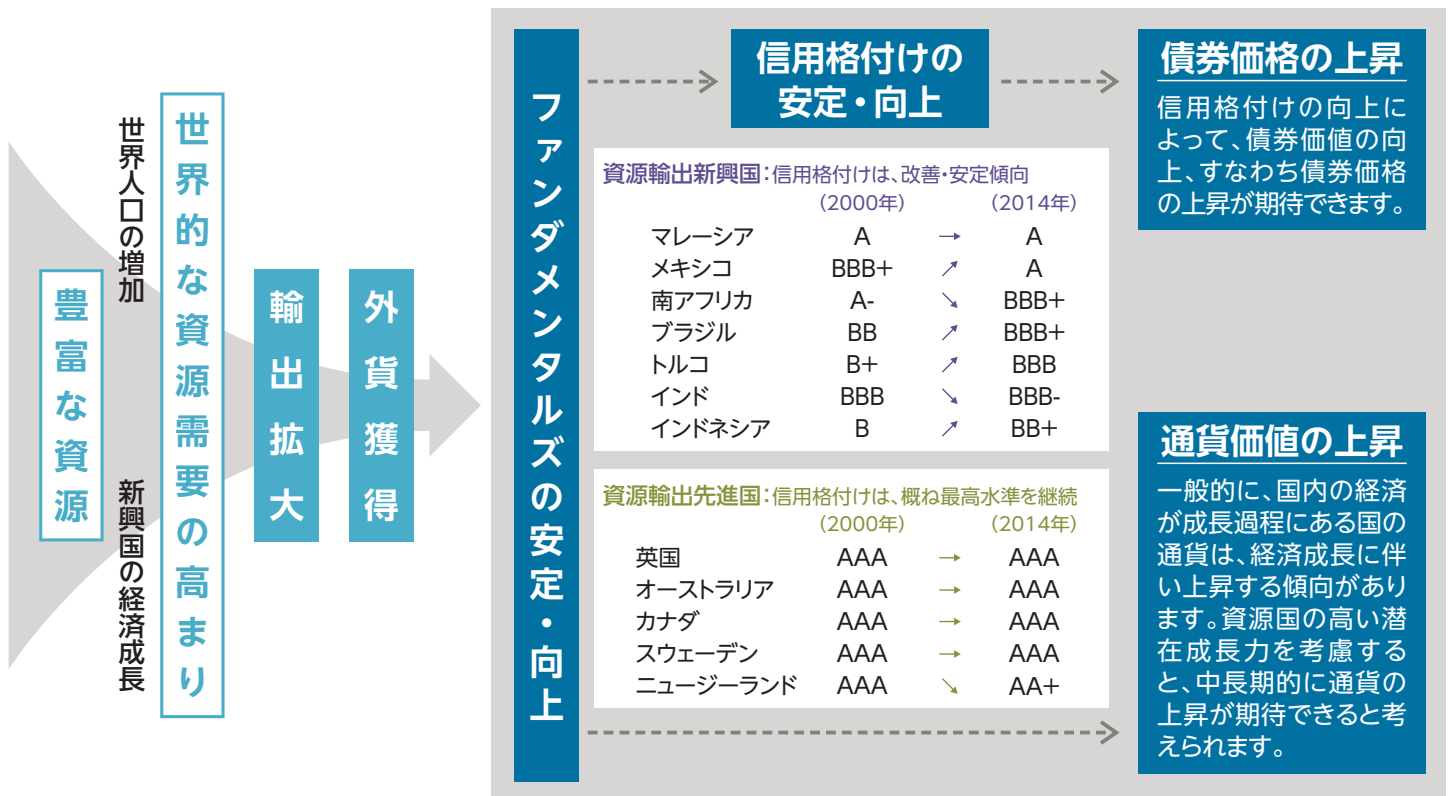 豊富な資源
世界人口の増加
新興国の経済成長
世界的な資源需要の高まり
輸出拡大
外貨獲得
ファンダメンタルズの安定・向上
信用格付けの
安定・向上
資源輸出新興国：信用格付けは、改善・安定傾向
（2000年） （2014年）
マレーシア A → A
メキシコ BBB+ ↗ A
南アフリカ A- ↘ BBB+
ブラジル BB ↗ BBB+
トルコ B+ ↗ BBB
インド BBB ↘ BBB-
インドネシア B ↗ BB+
資源輸出先進国：信用格付けは、概ね最高水準を継続
（2000年） （2014年）
英国 AAA → AAA
オーストラリア AAA → AAA
カナダ AAA → AAA
スウェーデン AAA → AAA
ニュージーランド AAA ↘ AA+
債券価格の上昇
信用格付けの向上に
よって、債券価値の向
上、すなわち債券価格
の上昇が期待できます。
通貨価値の上昇
一般的に、国内の経済
が成長過程にある国の
通貨は、経済成長に伴
い上昇する傾向があり
ます。資源国の高い潜
在成長力を考慮する
と、中長期的に通貨の
上昇が期待できると考
えられます。